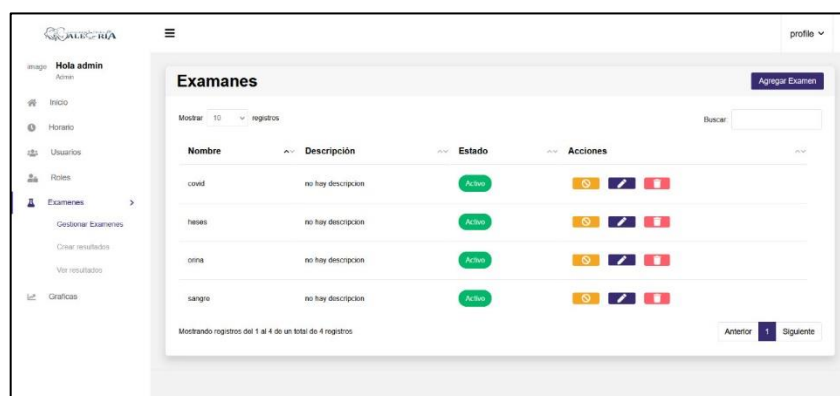 ALEGRÍA
profile
image Hola admin
Admin
Inicio
Horario
Usuarios
Roles
Examenes
Gestionar Examenes
Crear resultados
Ver resultados
Graficas
Examanes
Agregar Examen
Mostrar 10 registros
Buscar:
Nombre Descripción Estado Acciones
covid no hay descripcion Activo
heses no hay descripcion Activo
orina no hay descripcion Activo
sangre no hay descripcion Activo
Mostrando registros del 1 al 4 de un total de 4 registros
Anterior 1 Siguiente